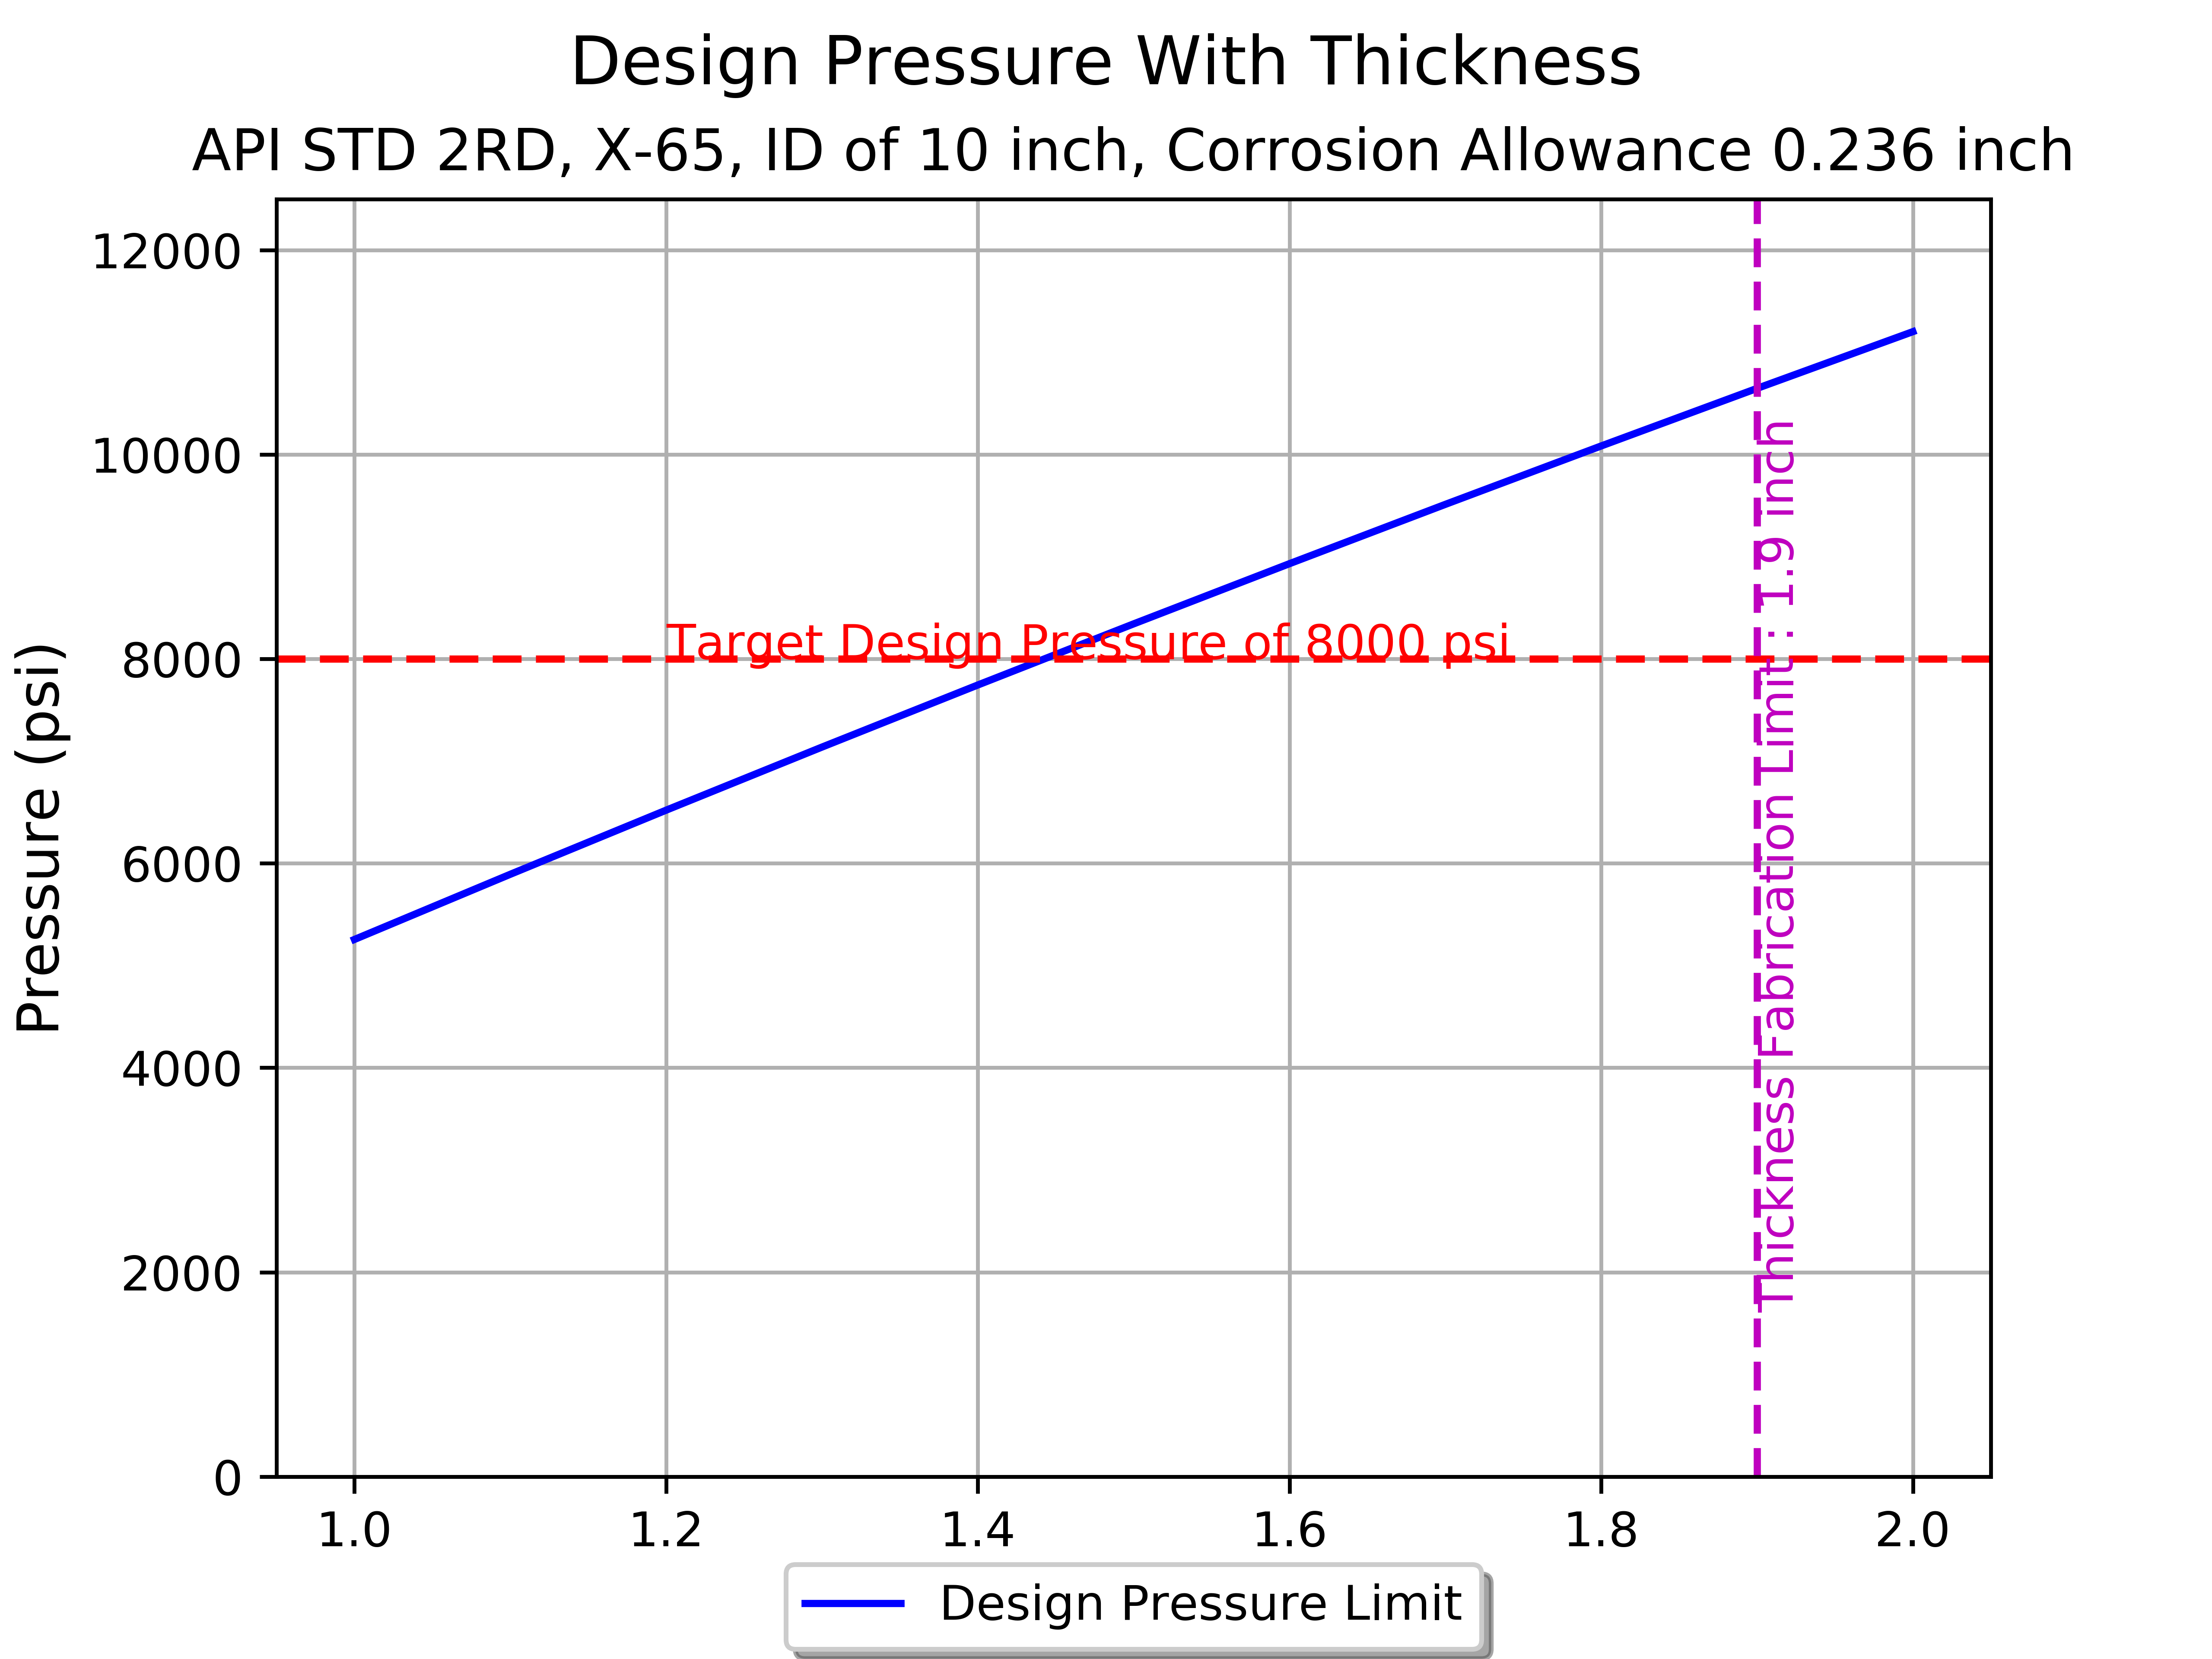 Design Pressure With Thickness
API STD 2RD, X-65, ID of 10 inch, Corrosion Allowance 0.236 inch
Pressure (psi)
12000
10000
8000
6000
4000
2000
0
Target Design Pressure of 8000 psi
Thickness Fabrication Limit : 1.9 inch
1.0 1.2 1.4 1.6 1.8 2.0
Design Pressure Limit